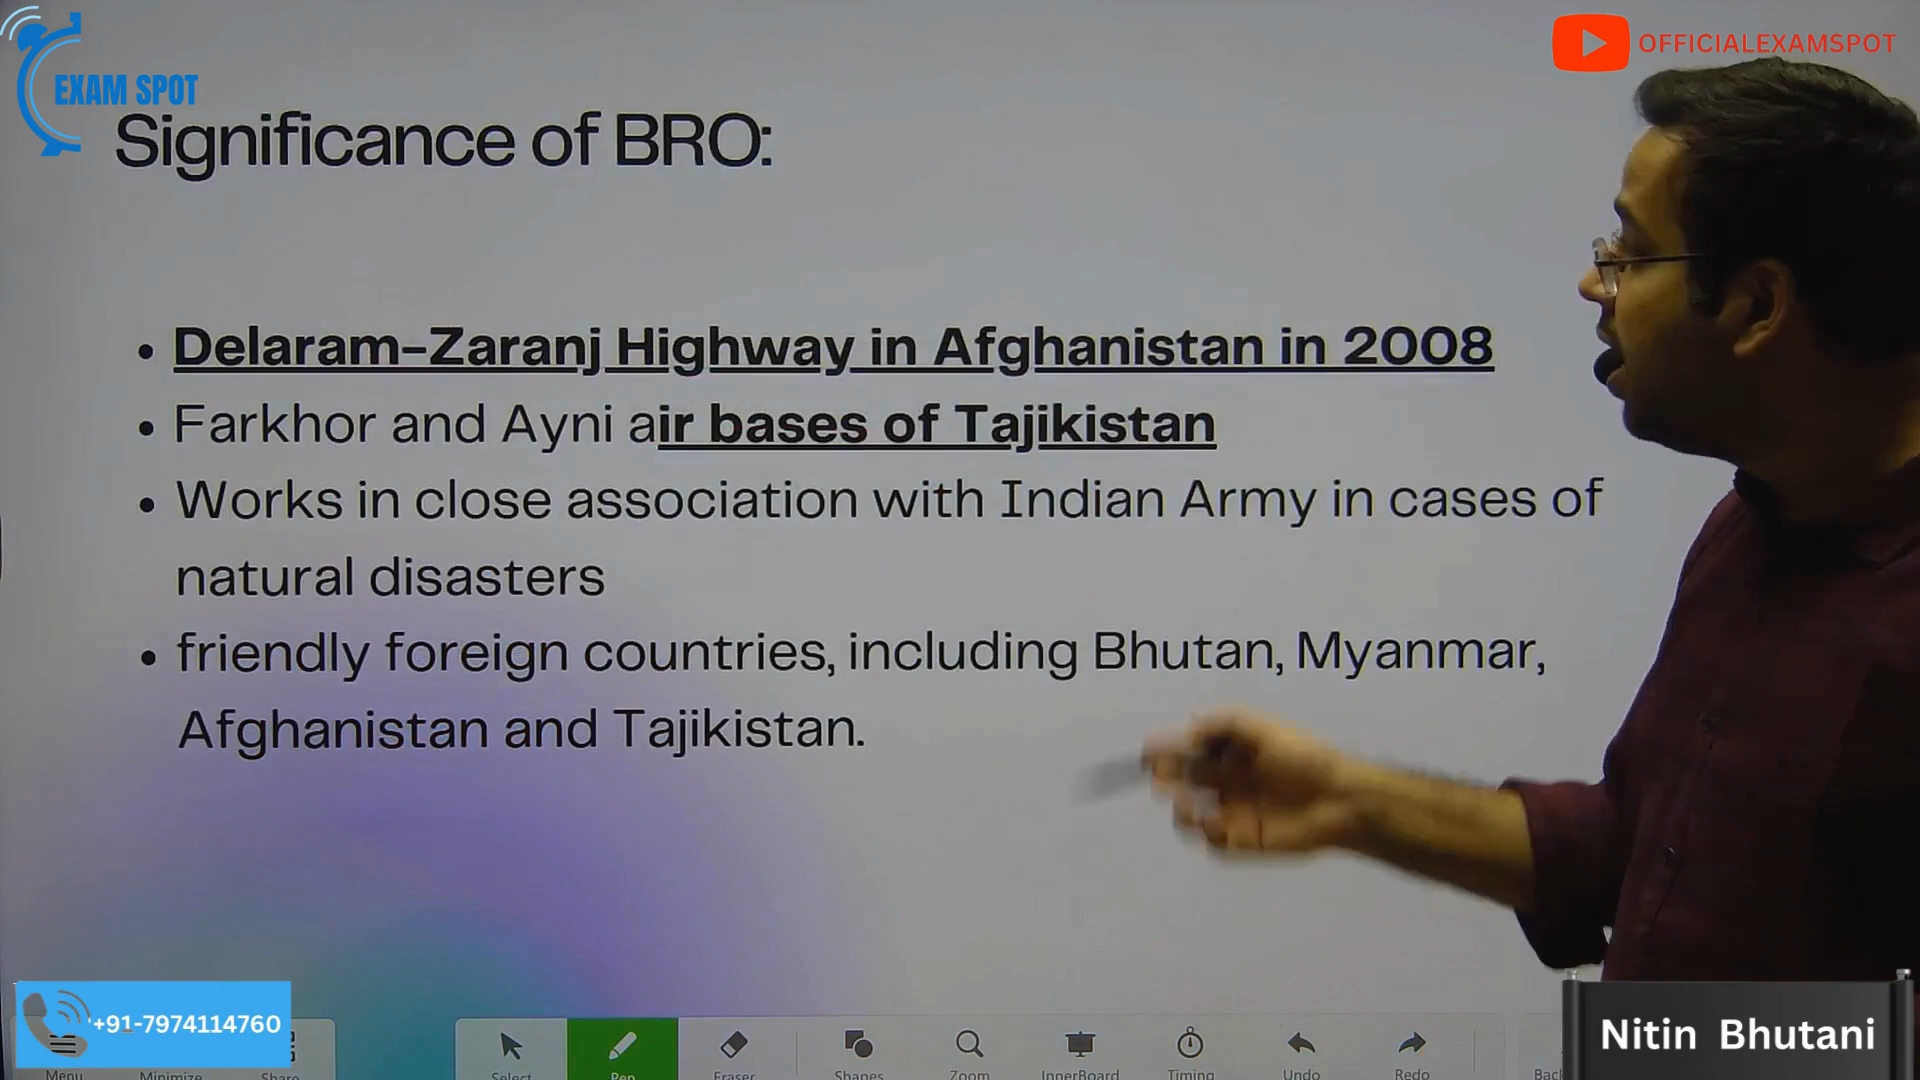 EXAM SPOT
OFFICIALEXAMSPOT
Significance of BRO:
• Delaram-Zaranj Highway in Afghanistan in 2008
• Farkhor and Ayni air bases of Tajikistan
• Works in close association with Indian Army in cases of
natural disasters
• friendly foreign countries, including Bhutan, Myanmar,
Afghanistan and Tajikistan.
+91-7974114760
Nitin Bhutani
Menu Minimize Share Select Pen Eraser Shapes Zoom InnerBoard Timing Undo Redo